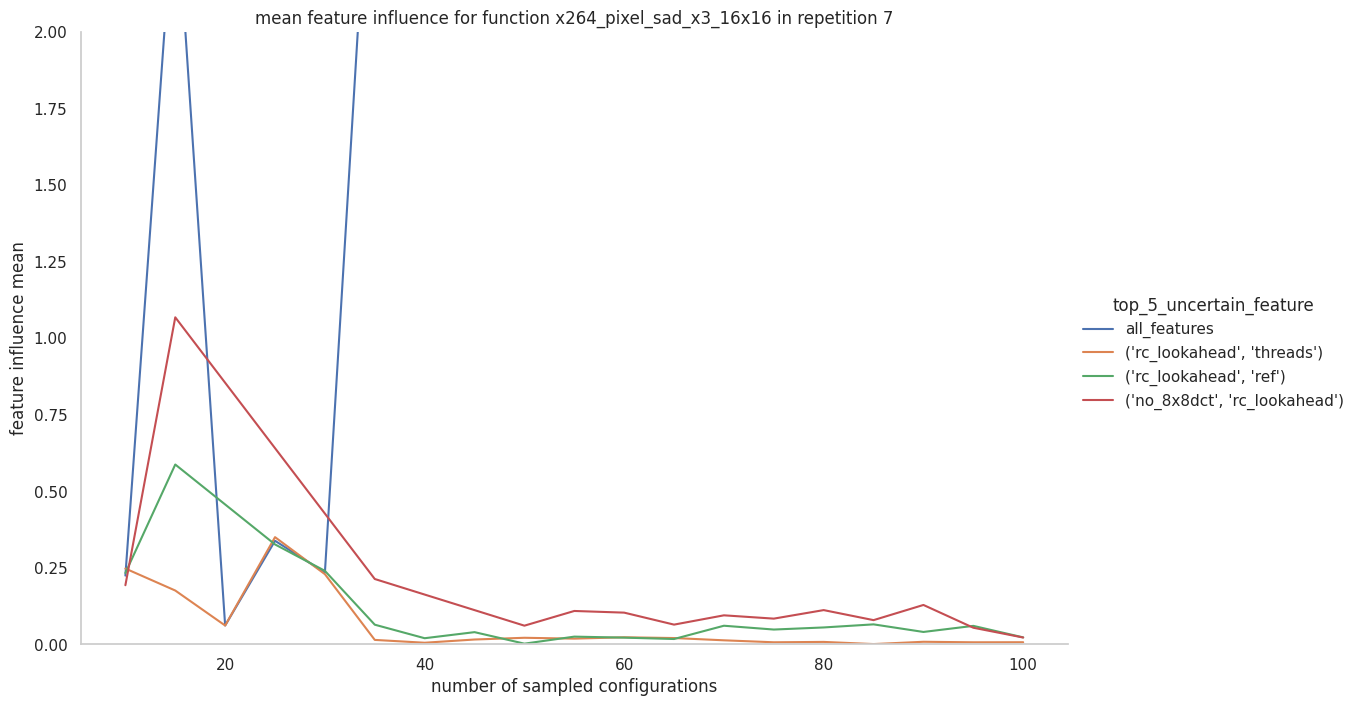 mean feature influence for function x264_pixel_sad_x3_16x16 in repetition 7
feature influence mean
2.00
1.75
1.50
1.25
1.00
0.75
0.50
0.25
0.00
20
40
60
80
100
number of sampled configurations
top_5_uncertain_feature
all_features
('rc_lookahead', 'threads')
('rc_lookahead', 'ref')
('no_8x8dct', 'rc_lookahead')